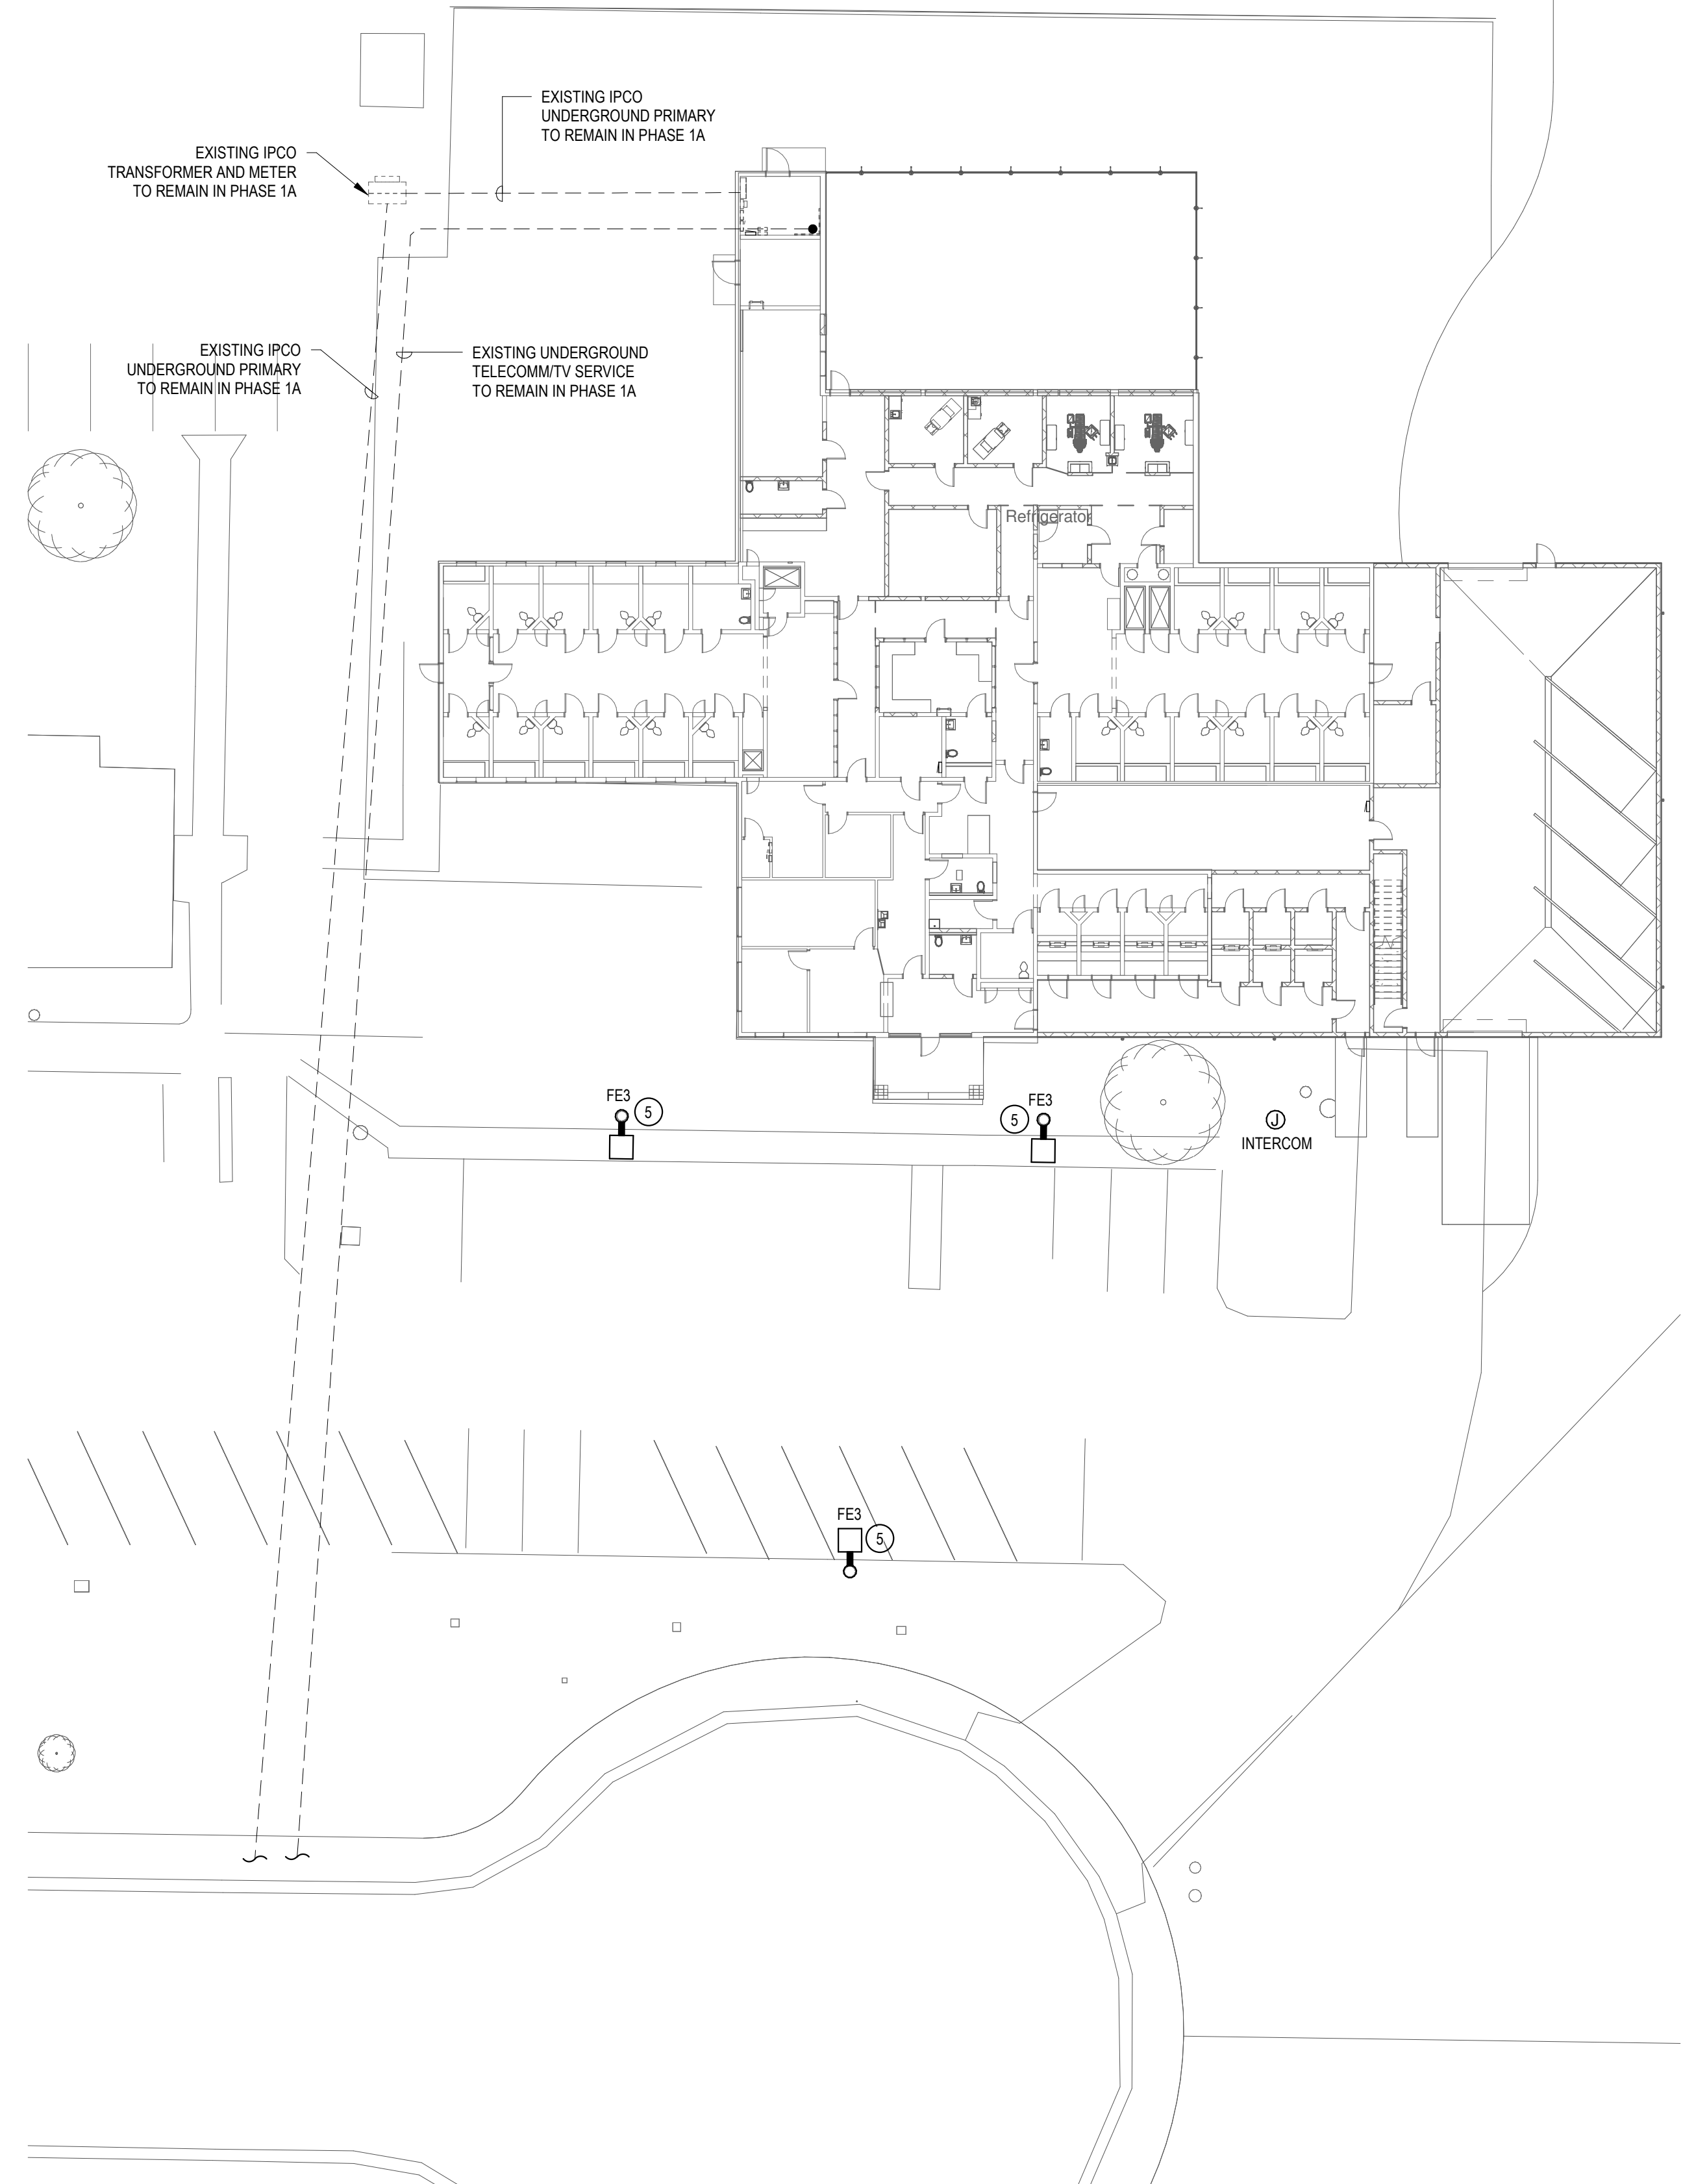 EXISTING IPCO
UNDERGROUND PRIMARY
TO REMAIN IN PHASE 1A
EXISTING IPCO
TRANSFORMER AND METER
TO REMAIN IN PHASE 1A
EXISTING IPCO
UNDERGROUND PRIMARY
TO REMAIN IN PHASE 1A
EXISTING UNDERGROUND
TELECOMM/TV SERVICE
TO REMAIN IN PHASE 1A
Refrigerator
FE3
5
FE3
5
J
INTERCOM
FE3
5